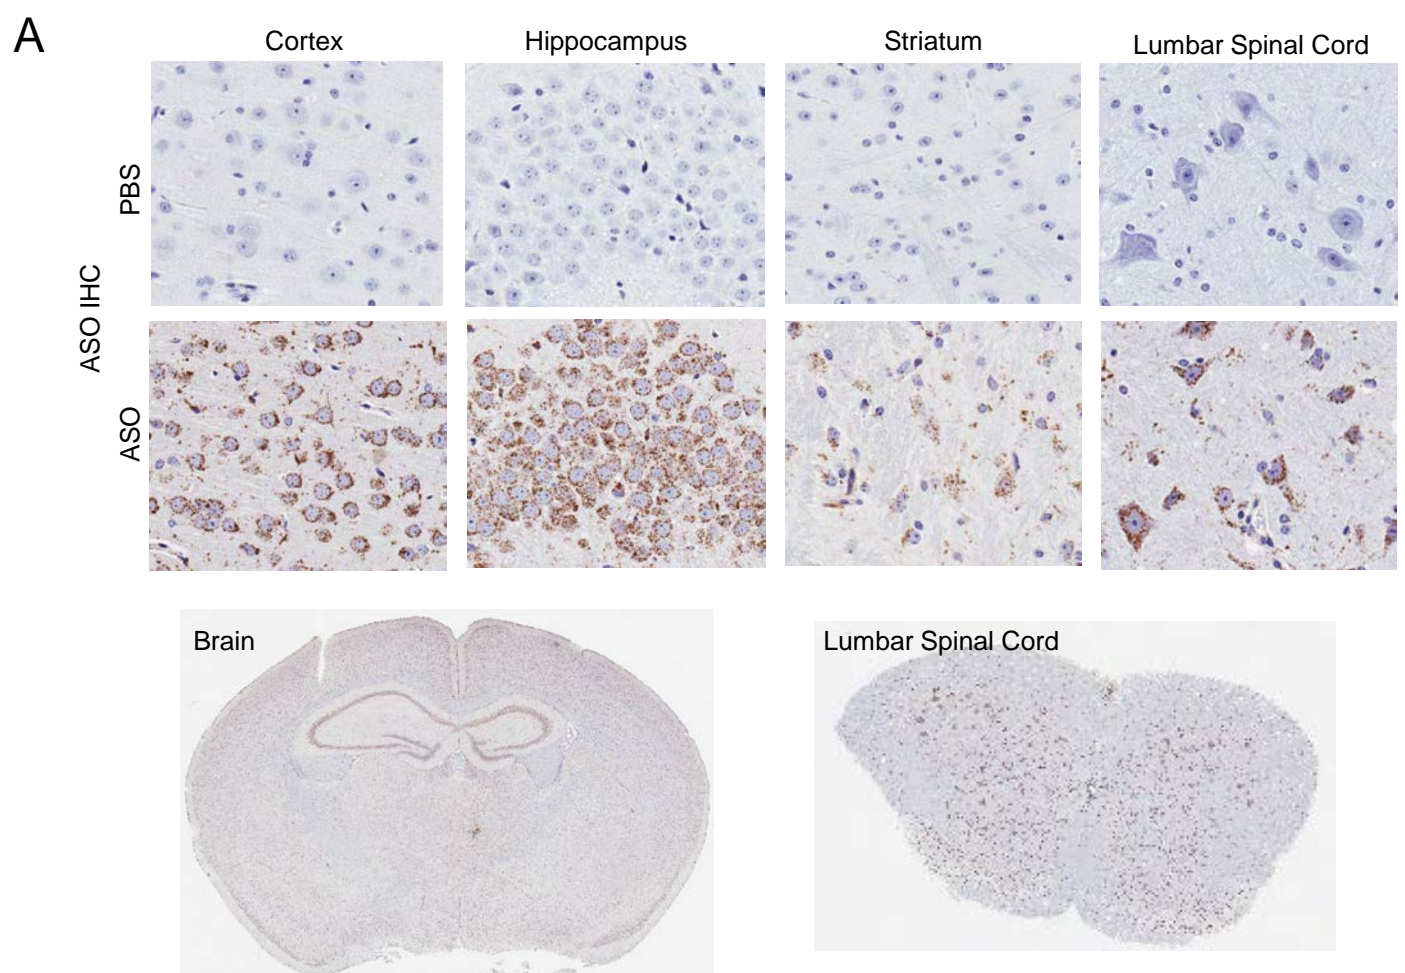 A
Cortex
Hippocampus
Striatum
Lumbar Spinal Cord
ASO IHC
PBS
ASO
Brain
Lumbar Spinal Cord